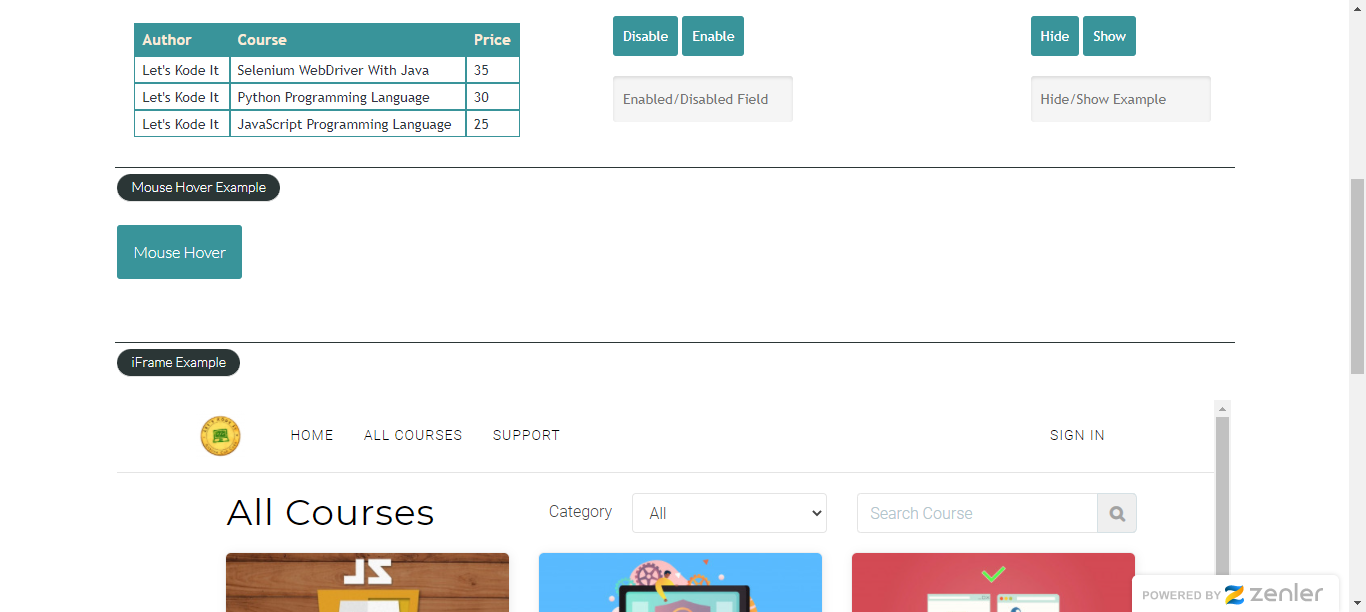 Author Course Price
Let's Kode It Selenium WebDriver With Java 35
Let's Kode It Python Programming Language 30
Let's Kode It JavaScript Programming Language 25
Disable Enable
Enabled/Disabled Field
Hide Show
Hide/Show Example
Mouse Hover Example
Mouse Hover
iFrame Example
HOME ALL COURSES SUPPORT SIGN IN
All Courses Category All Search Course
JS
POWERED BY zenler